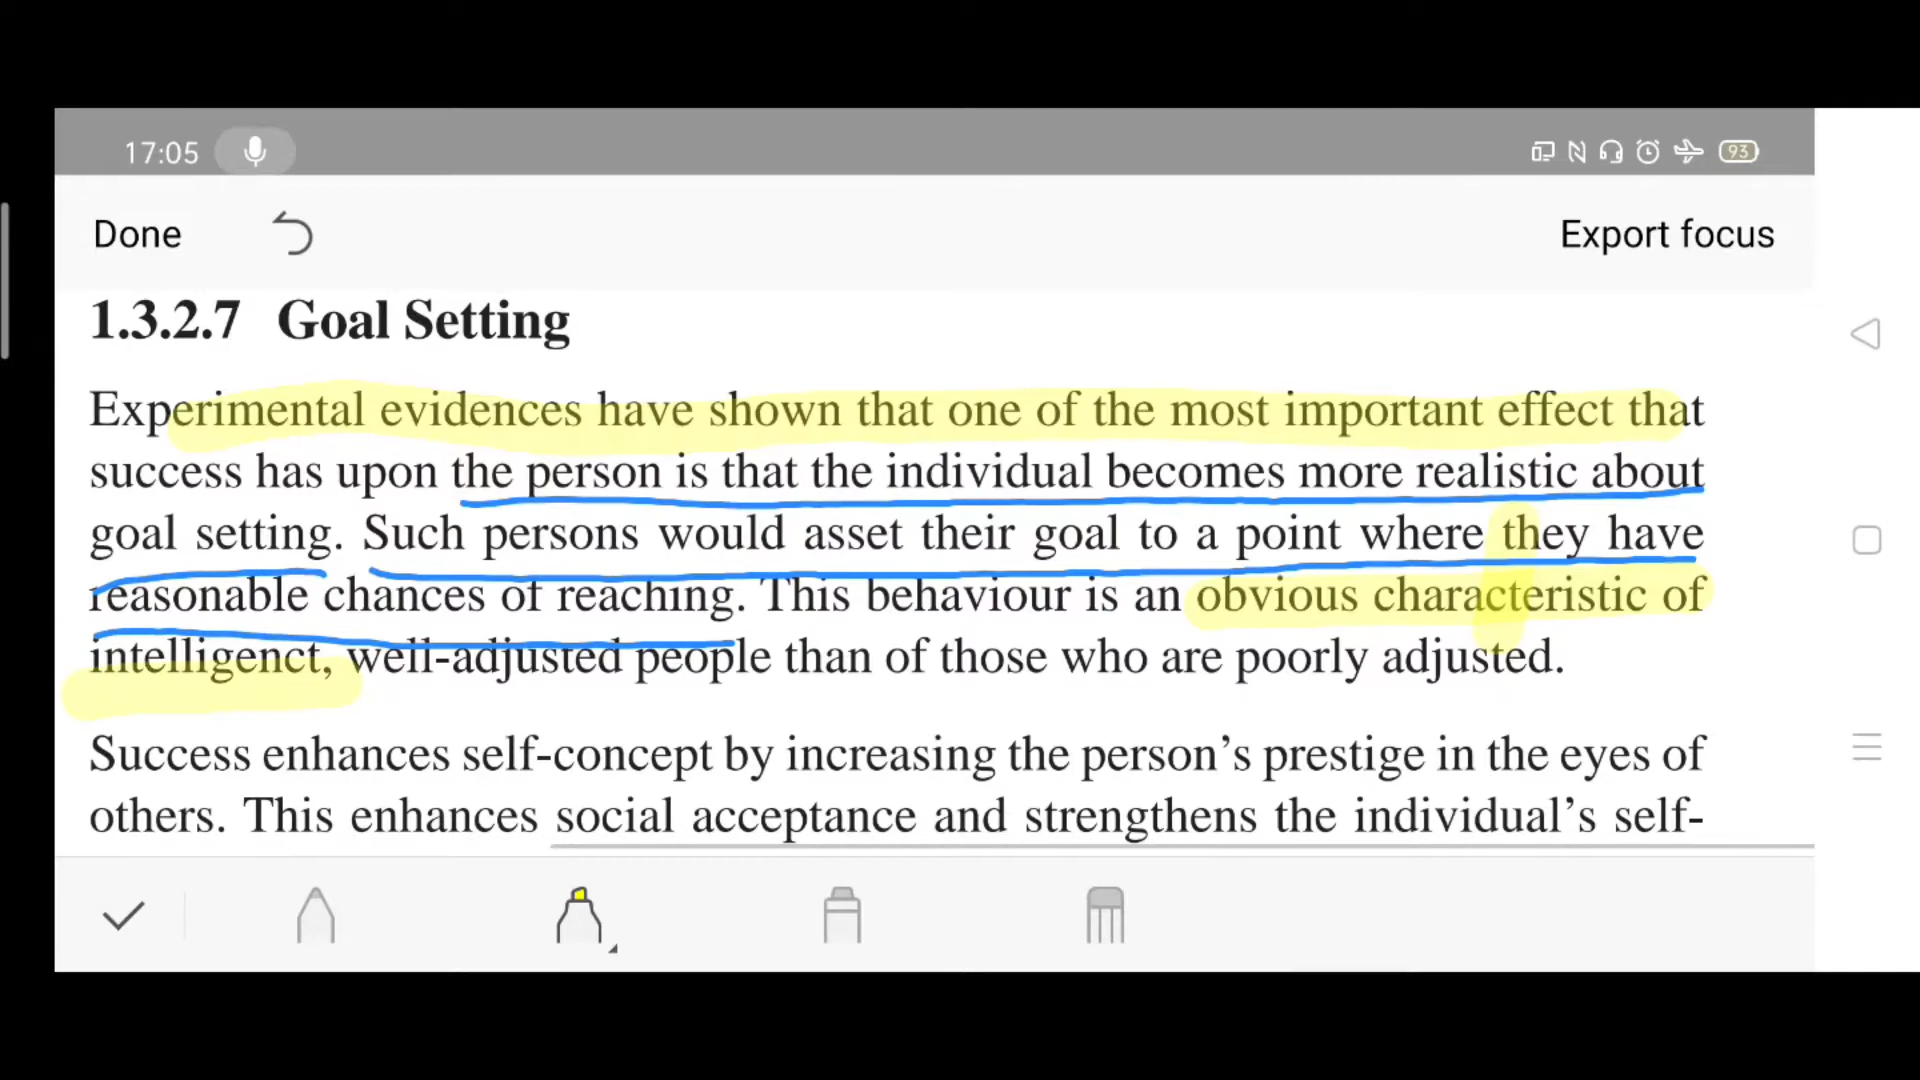 17:05
93
Done
Export focus
1.3.2.7 Goal Setting
Experimental evidences have shown that one of the most important effect that
success has upon the person is that the individual becomes more realistic about
goal setting. Such persons would asset their goal to a point where they have
reasonable chances of reaching. This behaviour is an obvious characteristic of
intelligenct, well-adjusted people than of those who are poorly adjusted.
Success enhances self-concept by increasing the person’s prestige in the eyes of
others. This enhances social acceptance and strengthens the individual’s self-